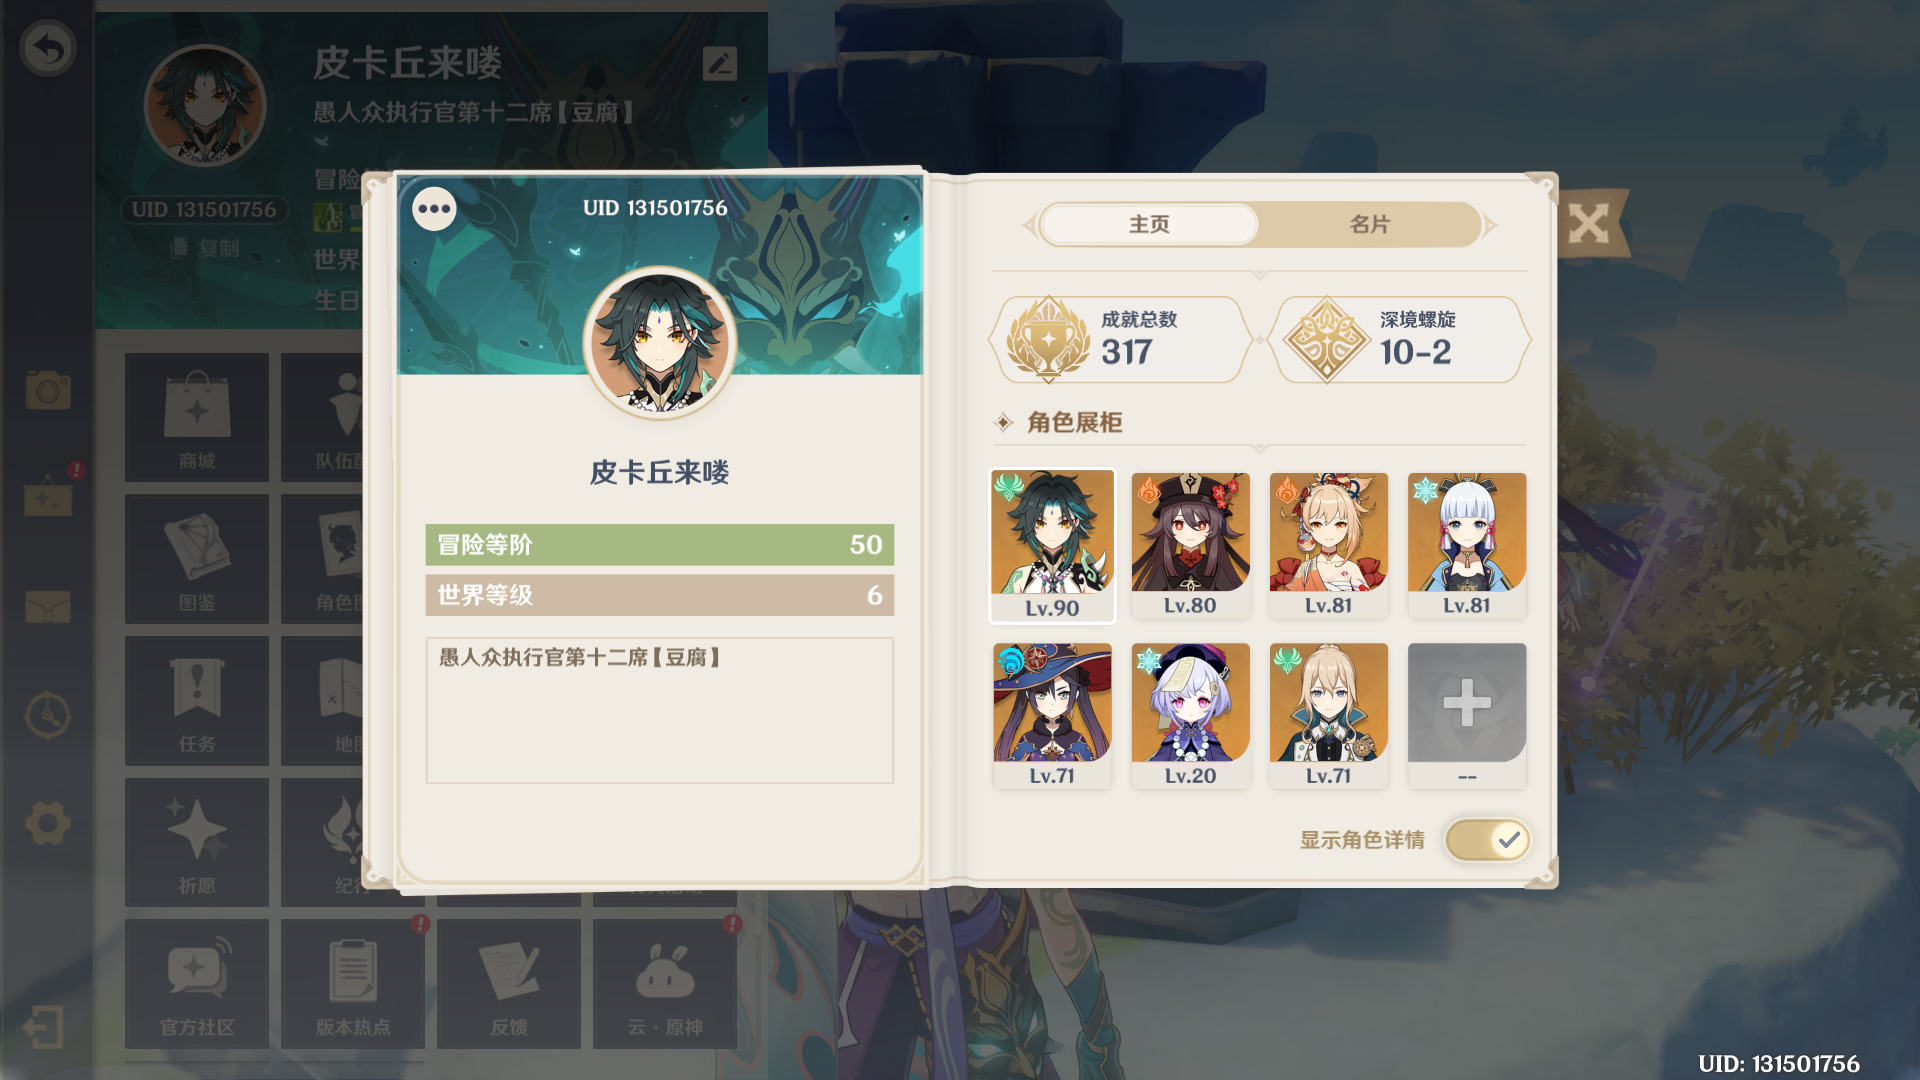 皮卡丘来喽
愚人众执行官第十二席【豆腐】
冒险
UID 131501756
复制
世界
生日
商城
队伍配
图鉴
角色图
任务
地图
祈愿
纪行
官方社区
版本热点
反馈
云·原神
UID 131501756
皮卡丘来喽
冒险等阶 50
世界等级 6
愚人众执行官第十二席【豆腐】
主页 名片
成就总数
317
深境螺旋
10-2
角色展柜
Lv.90 Lv.80 Lv.81 Lv.81
Lv.71 Lv.20 Lv.71 --
显示角色详情
UID: 131501756